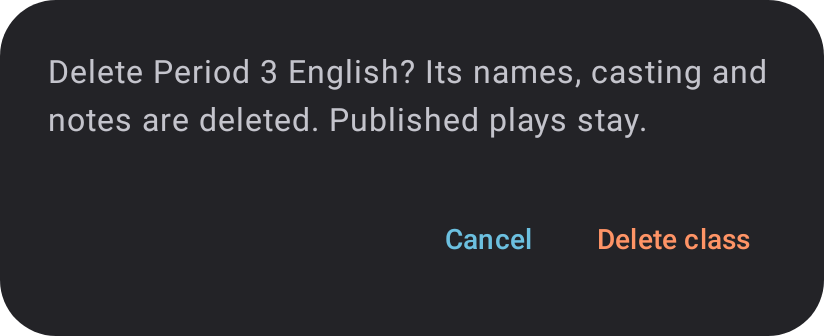 Delete Period 3 English? Its names, casting and
notes are deleted. Published plays stay.
Cancel Delete class